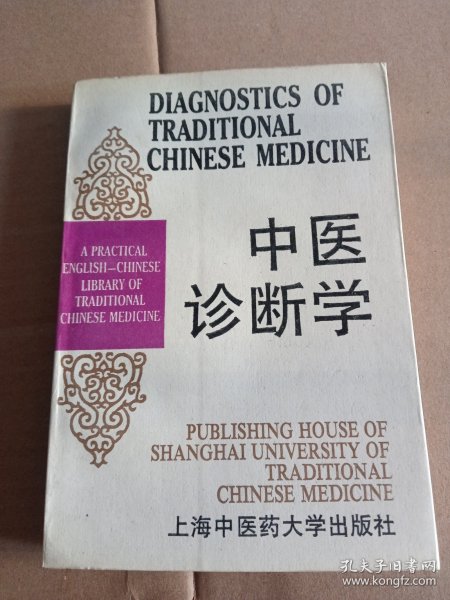 DIAGNOSTICS OF
TRADITIONAL
CHINESE MEDICINE
A PRACTICAL
ENGLISH—CHINESE
LIBRARY OF
TRADITIONAL
CHINESE MEDICINE
中医
诊断学
PUBLISHING HOUSE OF
SHANGHAI UNIVERSITY OF
TRADITIONAL
CHINESE MEDICINE
上海中医药大学出版社
孔夫子旧书网
www.kongfz.com